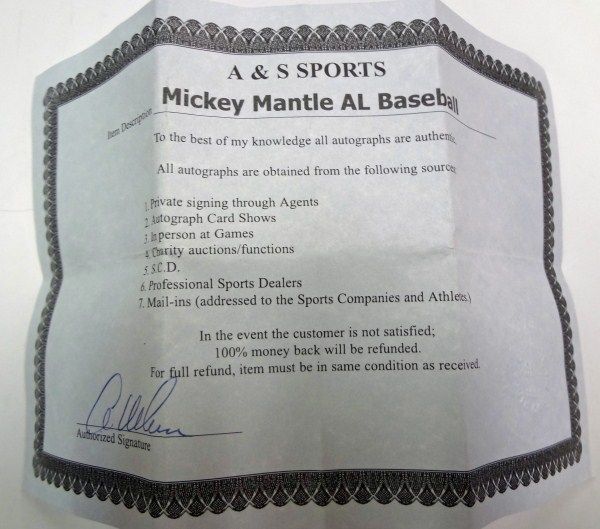 A & S SPORTS
Item Description Mickey Mantle AL Baseball
To the best of my knowledge all autographs are authentic.
All autographs are obtained from the following sources
1. Private signing through Agents
2. Autograph Card Shows
3. In person at Games
4. Charity auctions/functions
5. S.C.D.
6. Professional Sports Dealers
7. Mail-ins (addressed to the Sports Companies and Athletes.)
In the event the customer is not satisfied;
100% money back will be refunded.
For full refund, item must be in same condition as received.
Authorized Signature